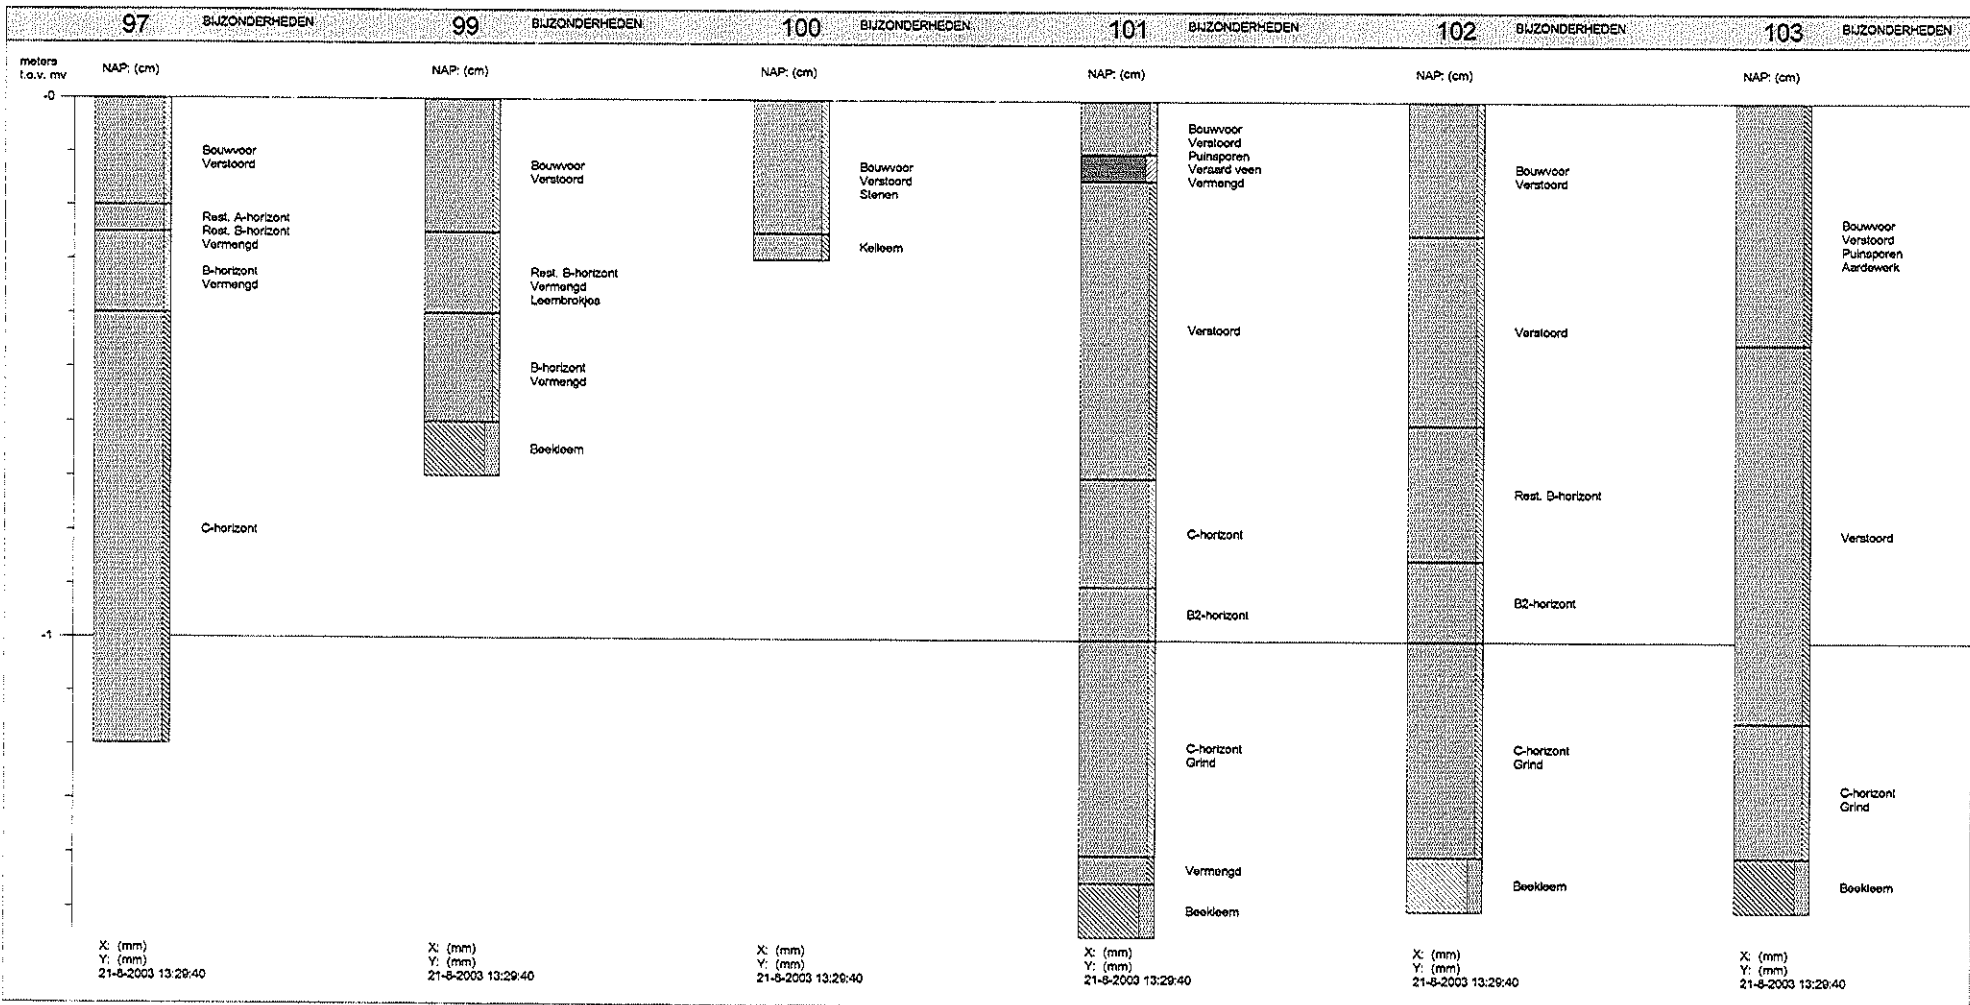 97 BIJZONDERHEDEN 99 BIJZONDERHEDEN 100 BIJZONDERHEDEN 101 BIJZONDERHEDEN 102 BIJZONDERHEDEN 103 BIJZONDERHEDEN
meters
t.o.v. mv
NAP: (cm) NAP: (cm) NAP: (cm) NAP: (cm) NAP: (cm) NAP: (cm)
-0
-1
Bouwvoor
Verstoord
Rest. A-horizont
Rest. B-horizont
Vermengd
B-horizont
Vermengd
C-horizont
X: (mm)
Y: (mm)
21-8-2003 13:29:40
Bouwvoor
Verstoord
Rest. B-horizont
Vermengd
Leembrokjes
B-horizont
Vermengd
Beekleem
X: (mm)
Y: (mm)
21-8-2003 13:29:40
Bouwvoor
Verstoord
Stenen
Keileem
X: (mm)
Y: (mm)
21-8-2003 13:29:40
Bouwvoor
Verstoord
Puinsporen
Veraard veen
Vermengd
Verstoord
C-horizont
B2-horizont
C-horizont
Grind
Vermengd
Beekleem
X: (mm)
Y: (mm)
21-8-2003 13:29:40
Bouwvoor
Verstoord
Verstoord
Rest. B-horizont
B2-horizont
C-horizont
Grind
Beekleem
X: (mm)
Y: (mm)
21-8-2003 13:29:40
Bouwvoor
Verstoord
Puinsporen
Aardewerk
Verstoord
C-horizont
Grind
Beekleem
X: (mm)
Y: (mm)
21-8-2003 13:29:40